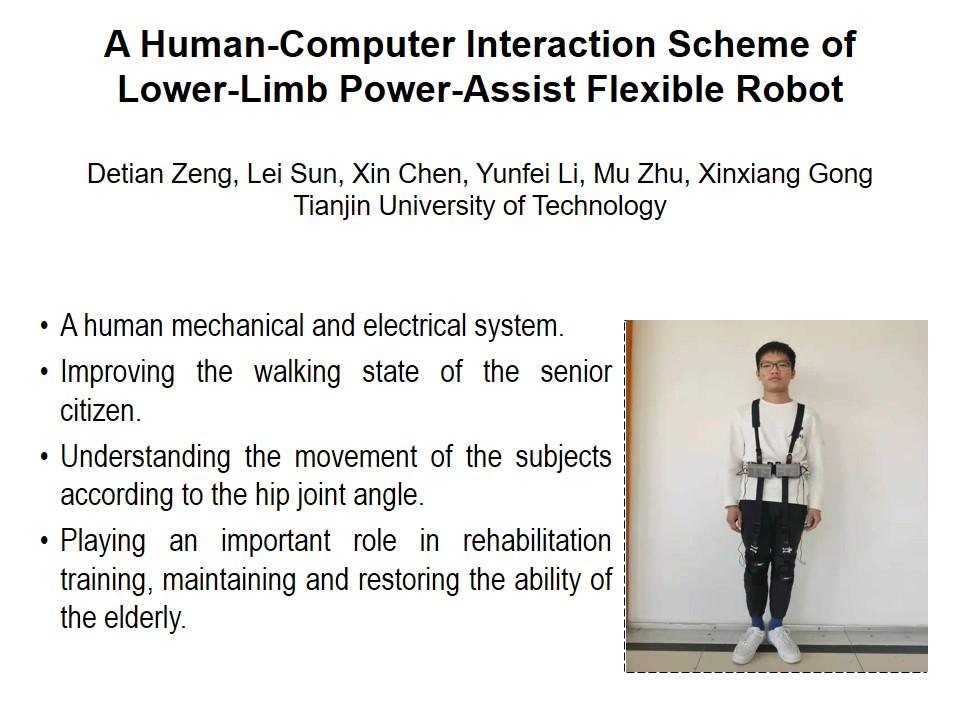 A Human-Computer Interaction Scheme of
Lower-Limb Power-Assist Flexible Robot
Detian Zeng, Lei Sun, Xin Chen, Yunfei Li, Mu Zhu, Xinxiang Gong
Tianjin University of Technology
• A human mechanical and electrical system.
• Improving the walking state of the senior
citizen.
• Understanding the movement of the subjects
according to the hip joint angle.
• Playing an important role in rehabilitation
training, maintaining and restoring the ability of
the elderly.